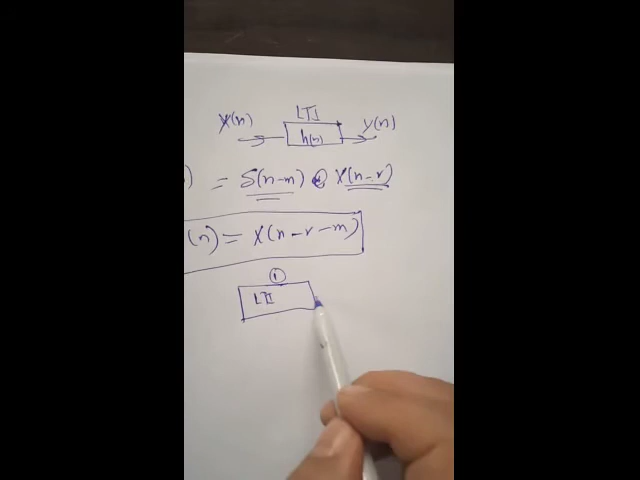 LTI
X(n) h(n) y(n)
) = δ(n-m) X(n-r)
(n) = X(n-r-m)
1
LTI